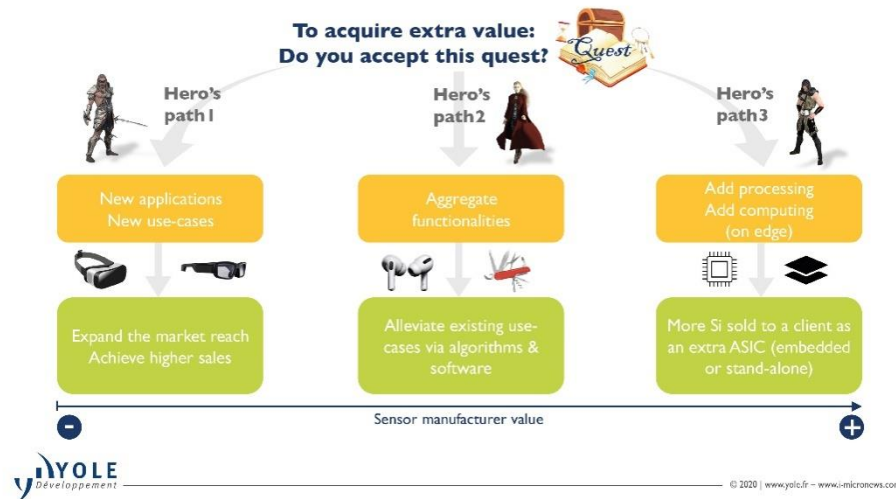 To acquire extra value:
Do you accept this quest?
Quest
Hero's
path1
Hero's
path2
Hero's
path3
New applications
New use-cases
Aggregate
functionalities
Add processing
Add computing
(on edge)
Expand the market reach
Achieve higher sales
Alleviate existing use-
cases via algorithms &
software
More Si sold to a client as
an extra ASIC (embedded
or stand-alone)
-
Sensor manufacturer value
+
YOLE
Développement
© 2020 | www.yole.fr – www.i-micronews.com